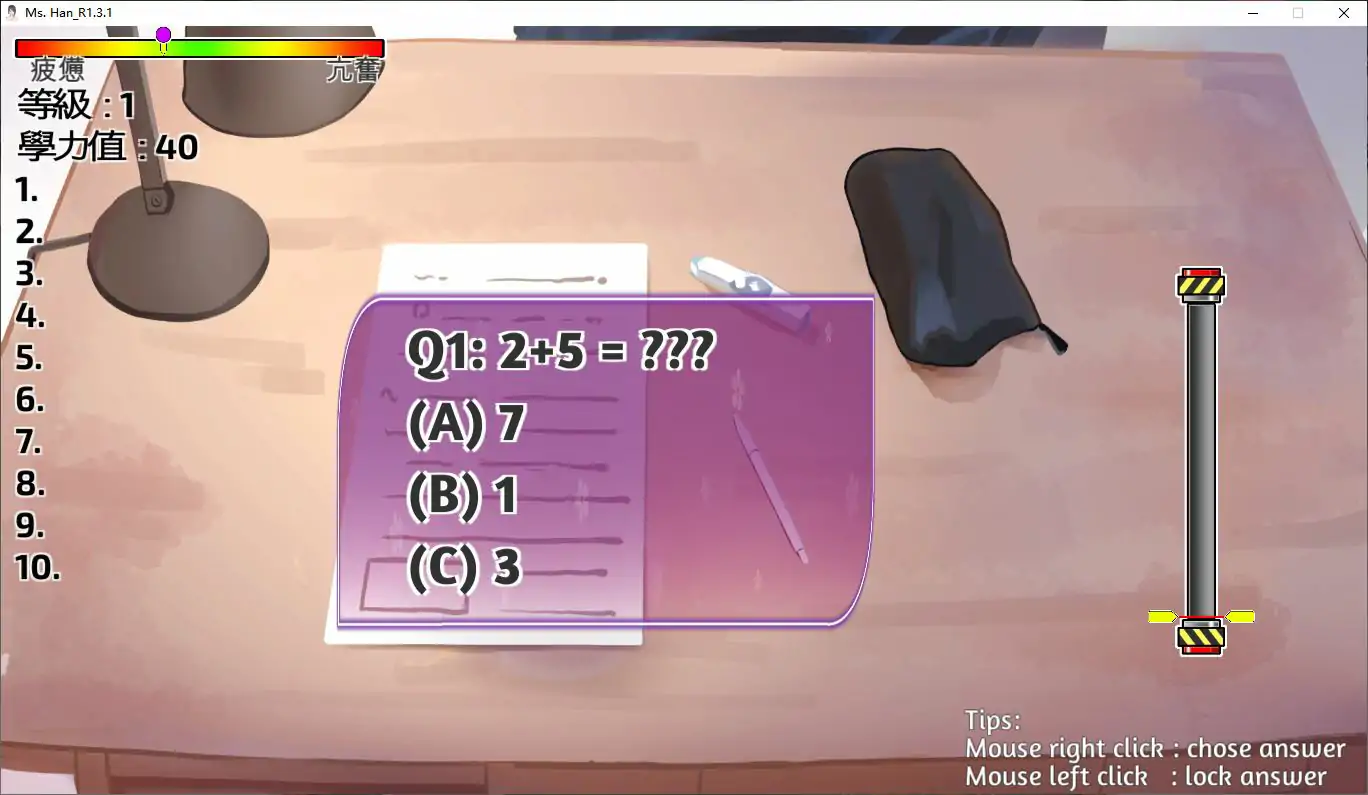 Ms. Han_R1.3.1
疲憊 亢奮
等級 : 1
學力值 : 40
1.
2.
3.
4.
5.
6.
7.
8.
9.
10.
Q1: 2+5 = ???
(A) 7
(B) 1
(C) 3
Tips:
Mouse right click : chose answer
Mouse left click : lock answer